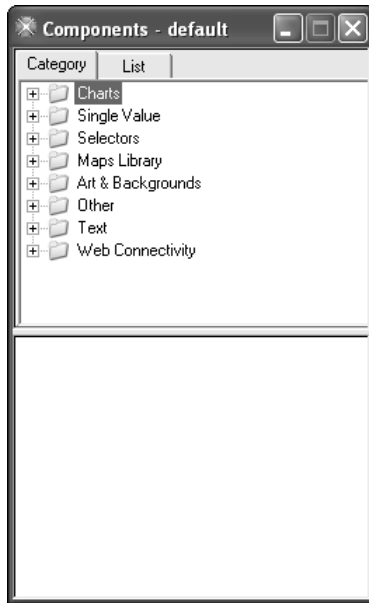 Components - default
Category List
Charts
Single Value
Selectors
Maps Library
Art & Backgrounds
Other
Text
Web Connectivity